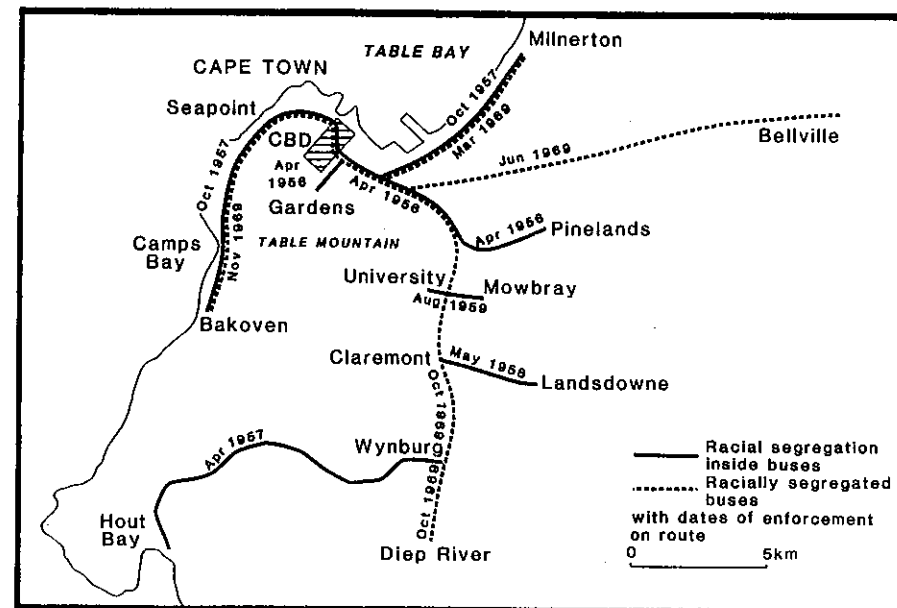 Milnerton
TABLE BAY
CAPE TOWN
Oct 1957
Seapoint
Mar 1969
CBD
Bellville
Jun 1969
Apr
1956
Apr 1956
Oct 1957
Gardens
Apr 1956
Pinelands
TABLE MOUNTAIN
Camps
Bay
Nov 1969
University
Mowbray
Aug 1959
Bakoven
Claremont
May 1956
Landsdowne
Oct 1969
Wynburg
Apr 1957
Oct 1969
Hout
Bay
Diep River
Racial segregation
inside buses
Racially segregated
buses
with dates of enforcement
on route
0 5km